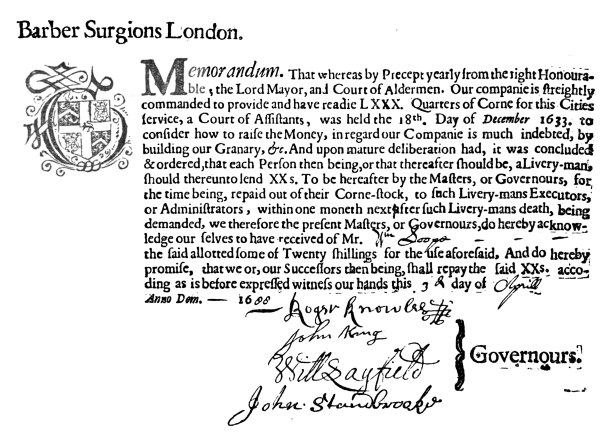 Barber Surgions London.
Memorandum. That whereas by Precept yearly from the right Honoura-
ble, the Lord Mayor, and Court of Aldermen. Our companie is streightly
commanded to provide and have readie LXXX. Quarters of Corne for this Cities
service, a Court of Assistants, was held the 18th. Day of December 1633. to
consider how to raise the Money, in regard our Companie is much indebted, by
building our Granary, &c. And upon mature deliberation had, it was concluded
& ordered, that each Person then being, or that thereafter should be, a Livery-man,
should thereunto lend XXs. To be hereafter by the Masters, or Governours, for
the time being, repaid out of their Corne-stock, to such Livery-mans Executors,
or Administrators, within one moneth next after such Livery-mans death, being
demanded, we therefore the present Masters, or Governours, do hereby acknow-
ledge our selves to have received of Mr.
the said allotted some of Twenty shillings for the use aforesaid, And do hereby
promise, that we or, our Successors then being, shall repay the said XXs. acco-
ding as is before expressed witness our hands this 3d day of Aprill
Anno Dom. — 1688 —
Roger Knowles
John King
Will Layfield
John Standbrooke
Governours.